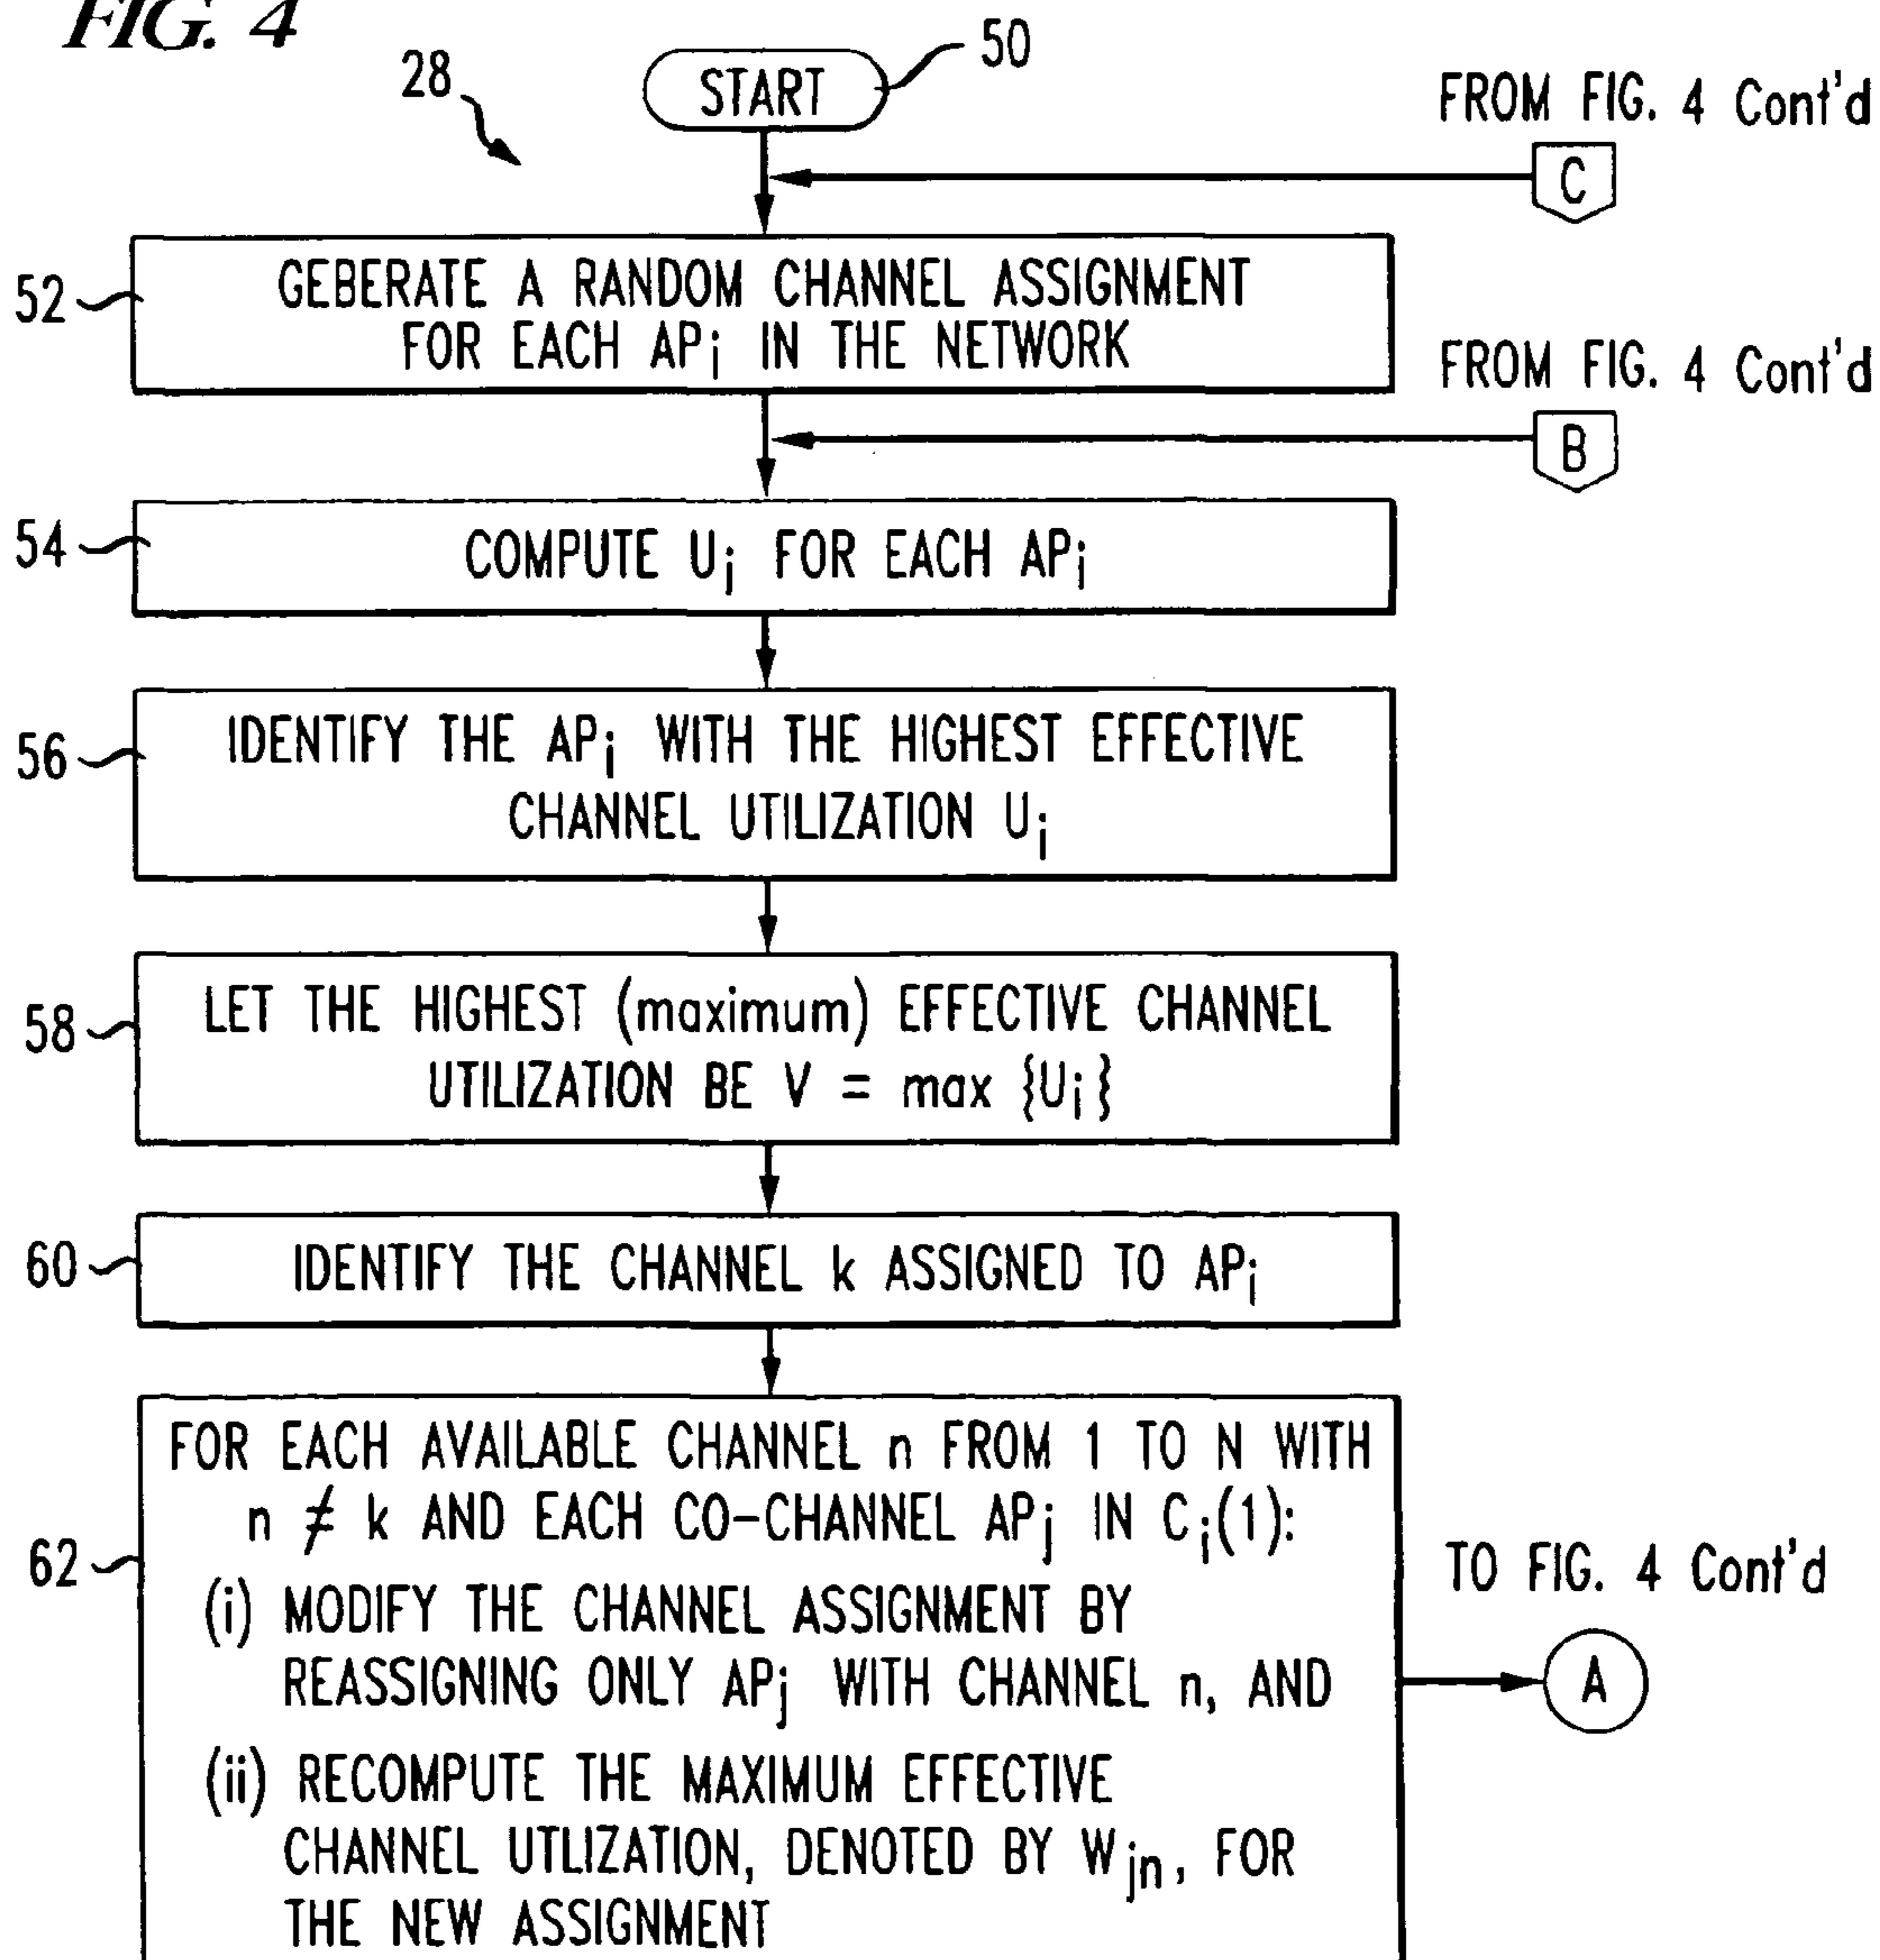 FIG. 4
28
START
50
FROM FIG. 4 Cont'd
C
52
GEBERATE A RANDOM CHANNEL ASSIGNMENT
FOR EACH APi IN THE NETWORK
FROM FIG. 4 Cont'd
B
54
COMPUTE Ui FOR EACH APi
56
IDENTIFY THE APi WITH THE HIGHEST EFFECTIVE
CHANNEL UTILIZATION Ui
58
LET THE HIGHEST (maximum) EFFECTIVE CHANNEL
UTILIZATION BE V = max {Ui}
60
IDENTIFY THE CHANNEL k ASSIGNED TO APi
62
FOR EACH AVAILABLE CHANNEL n FROM 1 TO N WITH
n ≠ k AND EACH CO-CHANNEL APj IN Ci(1):
(i) MODIFY THE CHANNEL ASSIGNMENT BY
REASSIGNING ONLY APj WITH CHANNEL n, AND
(ii) RECOMPUTE THE MAXIMUM EFFECTIVE
CHANNEL UTLIZATION, DENOTED BY Wjn, FOR
THE NEW ASSIGNMENT
TO FIG. 4 Cont'd
A